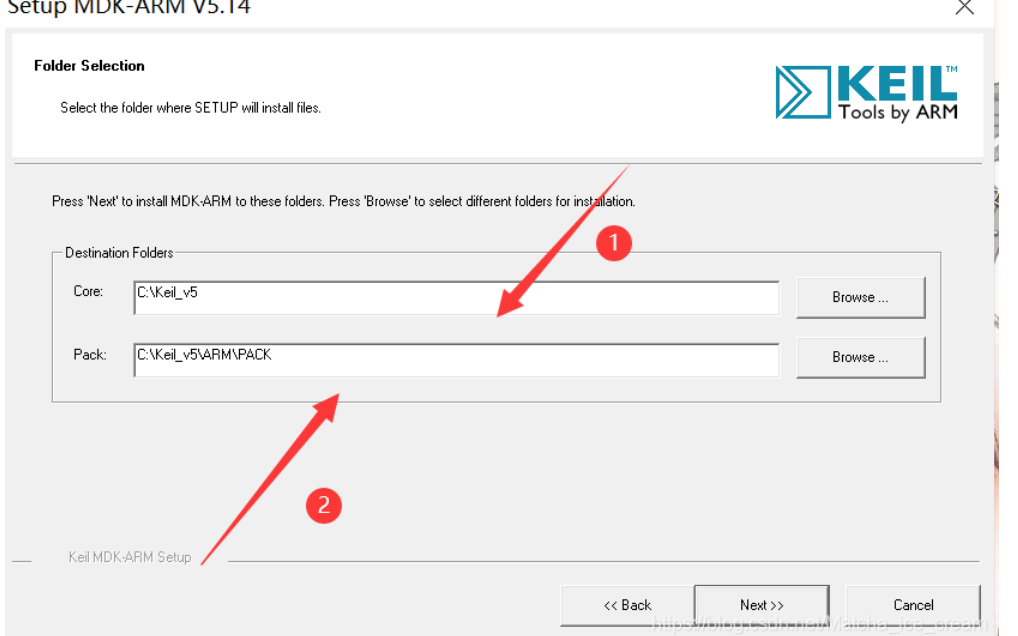 Setup MDK-ARM V5.14
Folder Selection
Select the folder where SETUP will install files.
KEIL™
Tools by ARM
Press 'Next' to install MDK-ARM to these folders. Press 'Browse' to select different folders for installation.
1
Destination Folders
Core: C:\Keil_v5 Browse ...
Pack: C:\Keil_v5\ARM\PACK Browse ...
2
Keil MDK-ARM Setup
<< Back Next >> Cancel
https://blog.csdn.net/Matcha_ice_cream